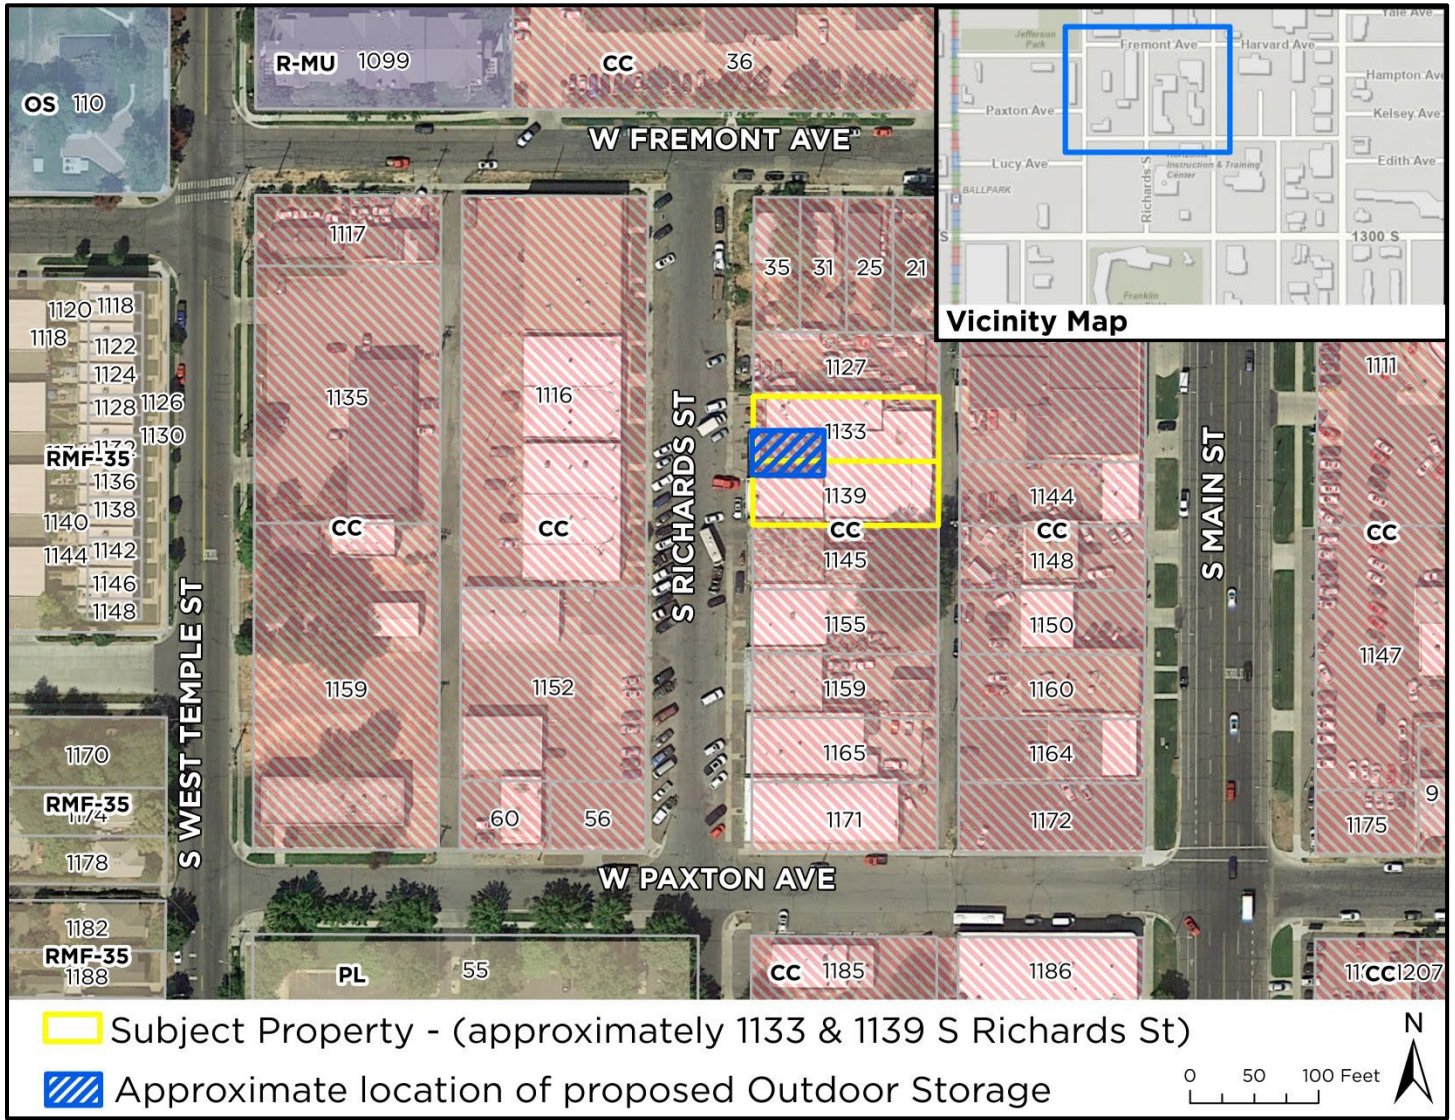 R-MU 1099
CC 36
OS 110
W FREMONT AVE
1117
35 31 25 21
1120 1118
1118
1122
1124
1128 1126
1130
RMF-35
1136
1138
1140
1144 1142
1146
1148
1135
1116
1127
1133
1139
CC
CC
CC
1145
1144
CC
1148
1111
CC
1155
1150
1147
1159
1152
1159
1160
1165
1164
60 56
1171
1172
1175
9
1170
RMF-35
1174
1178
1182
RMF-35
1188
S WEST TEMPLE ST
S RICHARDS ST
S MAIN ST
W PAXTON AVE
PL 55
CC 1185
1186
CC 1207
Jefferson
Park
Yale Ave
Fremont Ave
Harvard Ave
Hampton Ave
Paxton Ave
Kelsey Ave
Lucy Ave
Instruction & Training
Center
Edith Ave
BALLPARK
Richards S
S
1300 S
Franklin
Vicinity Map
Subject Property - (approximately 1133 & 1139 S Richards St)
Approximate location of proposed Outdoor Storage
0 50 100 Feet
N